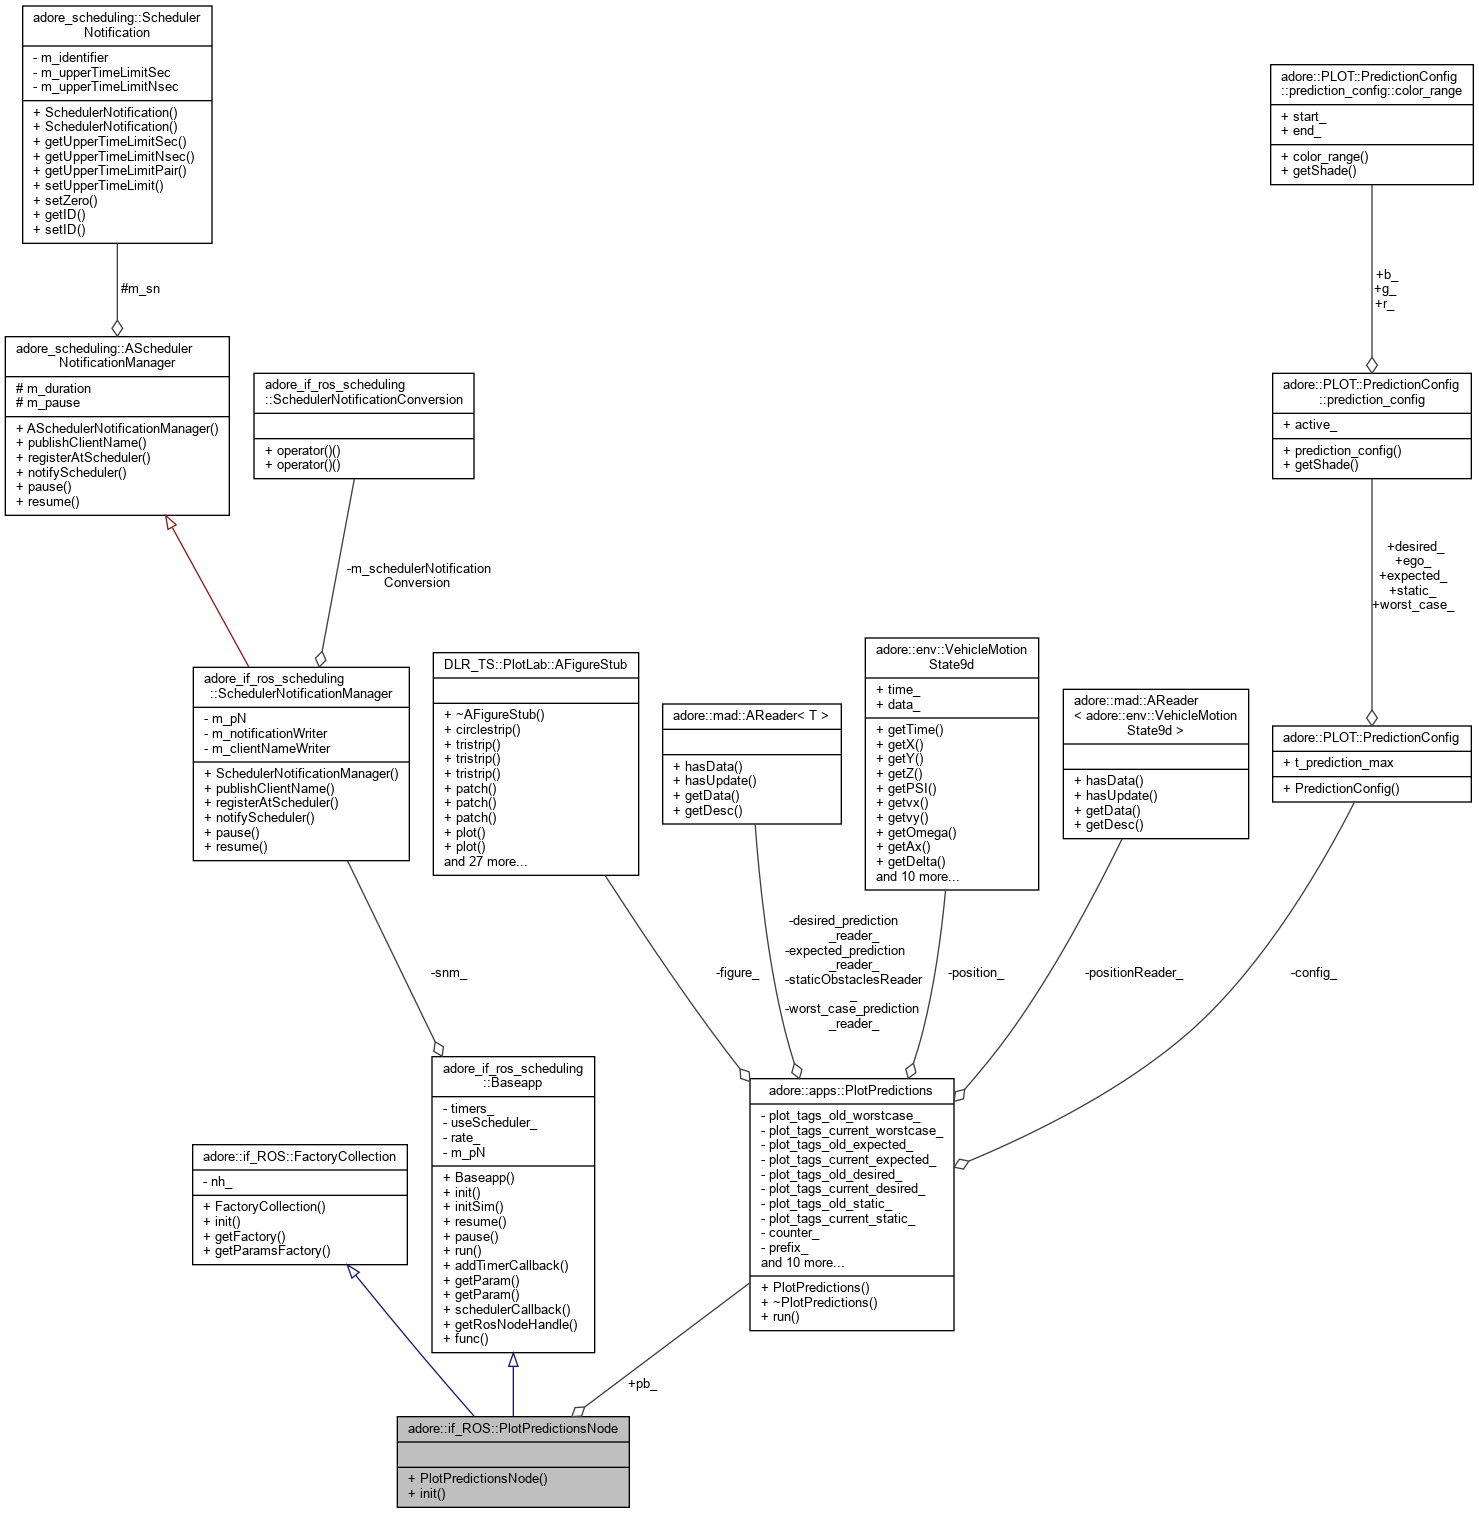 adore_scheduling::Scheduler
Notification
- m_identifier
- m_upperTimeLimitSec
- m_upperTimeLimitNsec
+ SchedulerNotification()
+ SchedulerNotification()
+ getUpperTimeLimitSec()
+ getUpperTimeLimitNsec()
+ getUpperTimeLimitPair()
+ setUpperTimeLimit()
+ setZero()
+ getID()
+ setID()
adore::PLOT::PredictionConfig
::prediction_config::color_range
+ start_
+ end_
+ color_range()
+ getShade()
#m_sn
+b_
+g_
+r_
adore_scheduling::AScheduler
NotificationManager
# m_duration
# m_pause
+ ASchedulerNotificationManager()
+ publishClientName()
+ registerAtScheduler()
+ notifyScheduler()
+ pause()
+ resume()
adore_if_ros_scheduling
::SchedulerNotificationConversion
+ operator()()
+ operator()()
adore::PLOT::PredictionConfig
::prediction_config
+ active_
+ prediction_config()
+ getShade()
-m_schedulerNotification
Conversion
+desired_
+ego_
+expected_
+static_
+worst_case_
adore_if_ros_scheduling
::SchedulerNotificationManager
- m_pN
- m_notificationWriter
- m_clientNameWriter
+ SchedulerNotificationManager()
+ publishClientName()
+ registerAtScheduler()
+ notifyScheduler()
+ pause()
+ resume()
DLR_TS::PlotLab::AFigureStub
+ ~AFigureStub()
+ circlestrip()
+ tristrip()
+ tristrip()
+ tristrip()
+ patch()
+ patch()
+ patch()
+ plot()
+ plot()
and 27 more...
adore::mad::AReader< T >
+ hasData()
+ hasUpdate()
+ getData()
+ getDesc()
adore::env::VehicleMotion
State9d
+ time_
+ data_
+ getTime()
+ getX()
+ getY()
+ getZ()
+ getPSI()
+ getvx()
+ getvy()
+ getOmega()
+ getAx()
+ getDelta()
and 10 more...
adore::mad::AReader
< adore::env::VehicleMotion
State9d >
+ hasData()
+ hasUpdate()
+ getData()
+ getDesc()
adore::PLOT::PredictionConfig
+ t_prediction_max
+ PredictionConfig()
-snm_
-figure_
-desired_prediction
_reader_
-expected_prediction
_reader_
-staticObstaclesReader
_
-worst_case_prediction
_reader_
-position_
-positionReader_
-config_
adore::if_ROS::FactoryCollection
- nh_
+ FactoryCollection()
+ init()
+ getFactory()
+ getParamsFactory()
adore_if_ros_scheduling
::Baseapp
- timers_
- useScheduler_
- rate_
- m_pN
+ Baseapp()
+ init()
+ initSim()
+ resume()
+ pause()
+ run()
+ addTimerCallback()
+ getParam()
+ getParam()
+ schedulerCallback()
+ getRosNodeHandle()
+ func()
adore::apps::PlotPredictions
- plot_tags_old_worstcase_
- plot_tags_current_worstcase_
- plot_tags_old_expected_
- plot_tags_current_expected_
- plot_tags_old_desired_
- plot_tags_current_desired_
- plot_tags_old_static_
- plot_tags_current_static_
- counter_
- prefix_
and 10 more...
+ PlotPredictions()
+ ~PlotPredictions()
+ run()
+pb_
adore::if_ROS::PlotPredictionsNode
+ PlotPredictionsNode()
+ init()